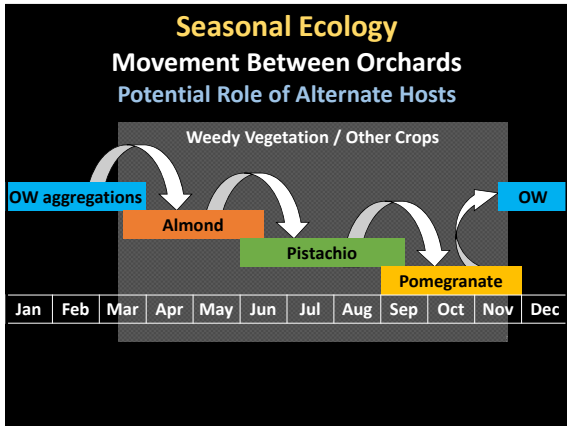 Seasonal Ecology
Movement Between Orchards
Potential Role of Alternate Hosts
Weedy Vegetation / Other Crops
OW aggregations
OW
Almond
Pistachio
Pomegranate
Jan Feb Mar Apr May Jun Jul Aug Sep Oct Nov Dec